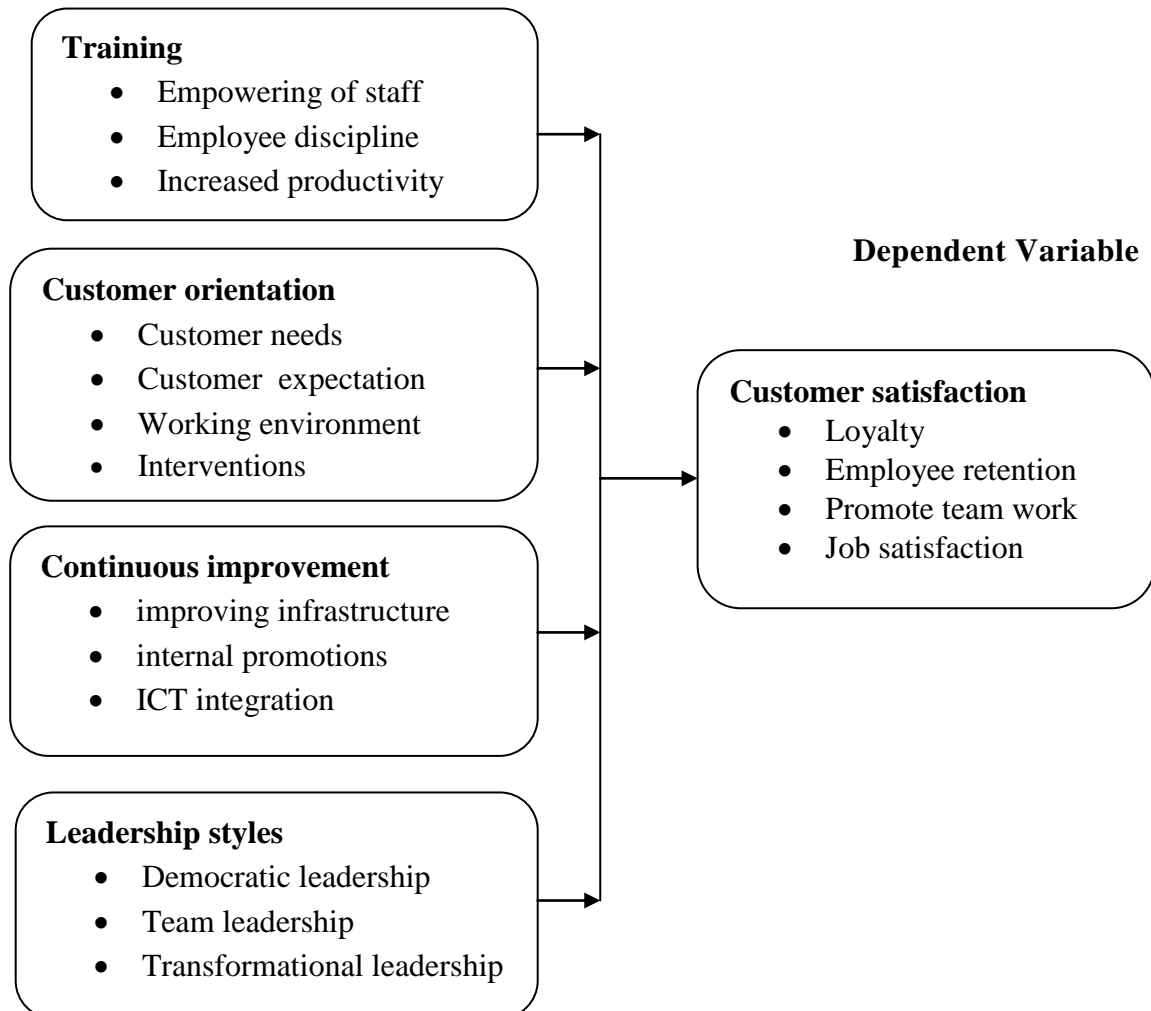 Training
• Empowering of staff
• Employee discipline
• Increased productivity
Dependent Variable
Customer orientation
• Customer needs
• Customer expectation
• Working environment
• Interventions
Customer satisfaction
• Loyalty
• Employee retention
• Promote team work
• Job satisfaction
Continuous improvement
• improving infrastructure
• internal promotions
• ICT integration
Leadership styles
• Democratic leadership
• Team leadership
• Transformational leadership